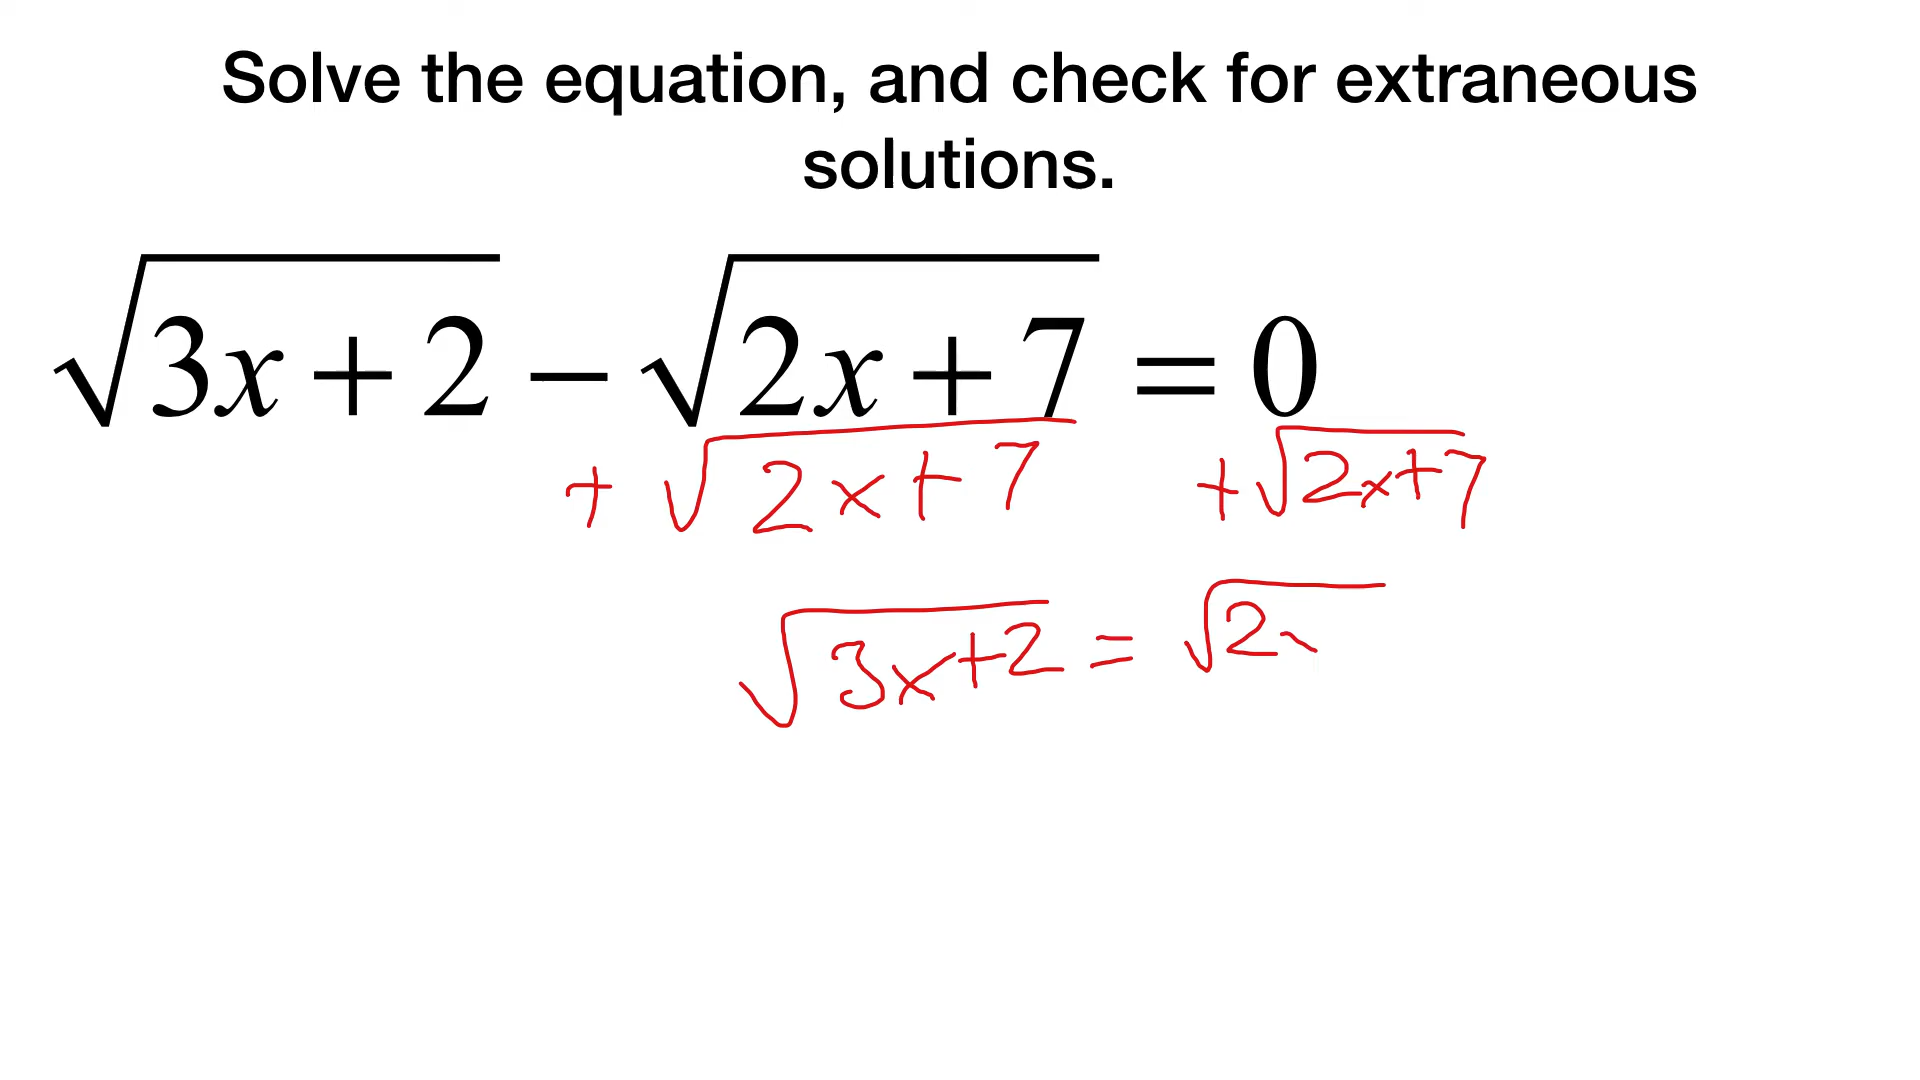 Solve the equation, and check for extraneous
solutions.
√3x + 2 − √2x + 7 = 0
+ √2x+7 + √2x+7
√3x+2 = √2